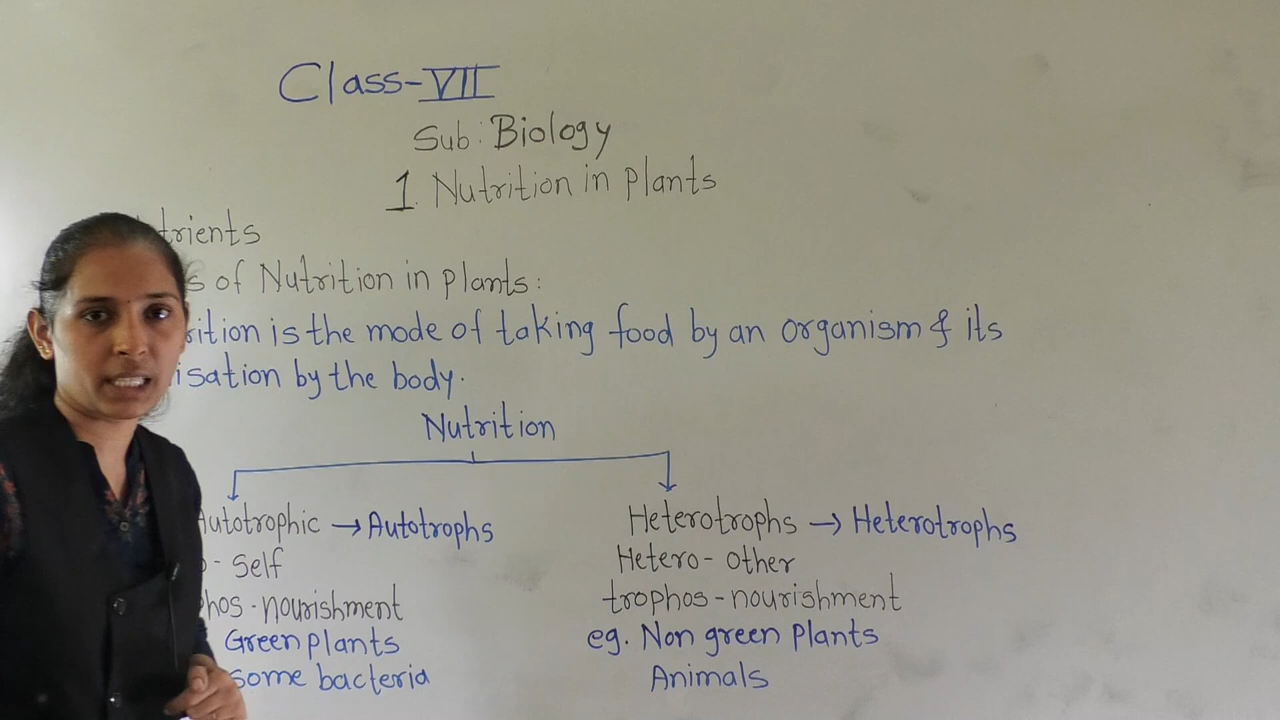 Class-VII
Sub: Biology
1. Nutrition in plants
trients
s of Nutrition in plants:
rition is the mode of taking food by an organism & its
isation by the body.
Nutrition
Autotrophic → Autotrophs
Heterotrophs → Heterotrophs
o - Self
Hetero - other
hos - nourishment
trophos - nourishment
Green plants
eg. Non green plants
some bacteria
Animals